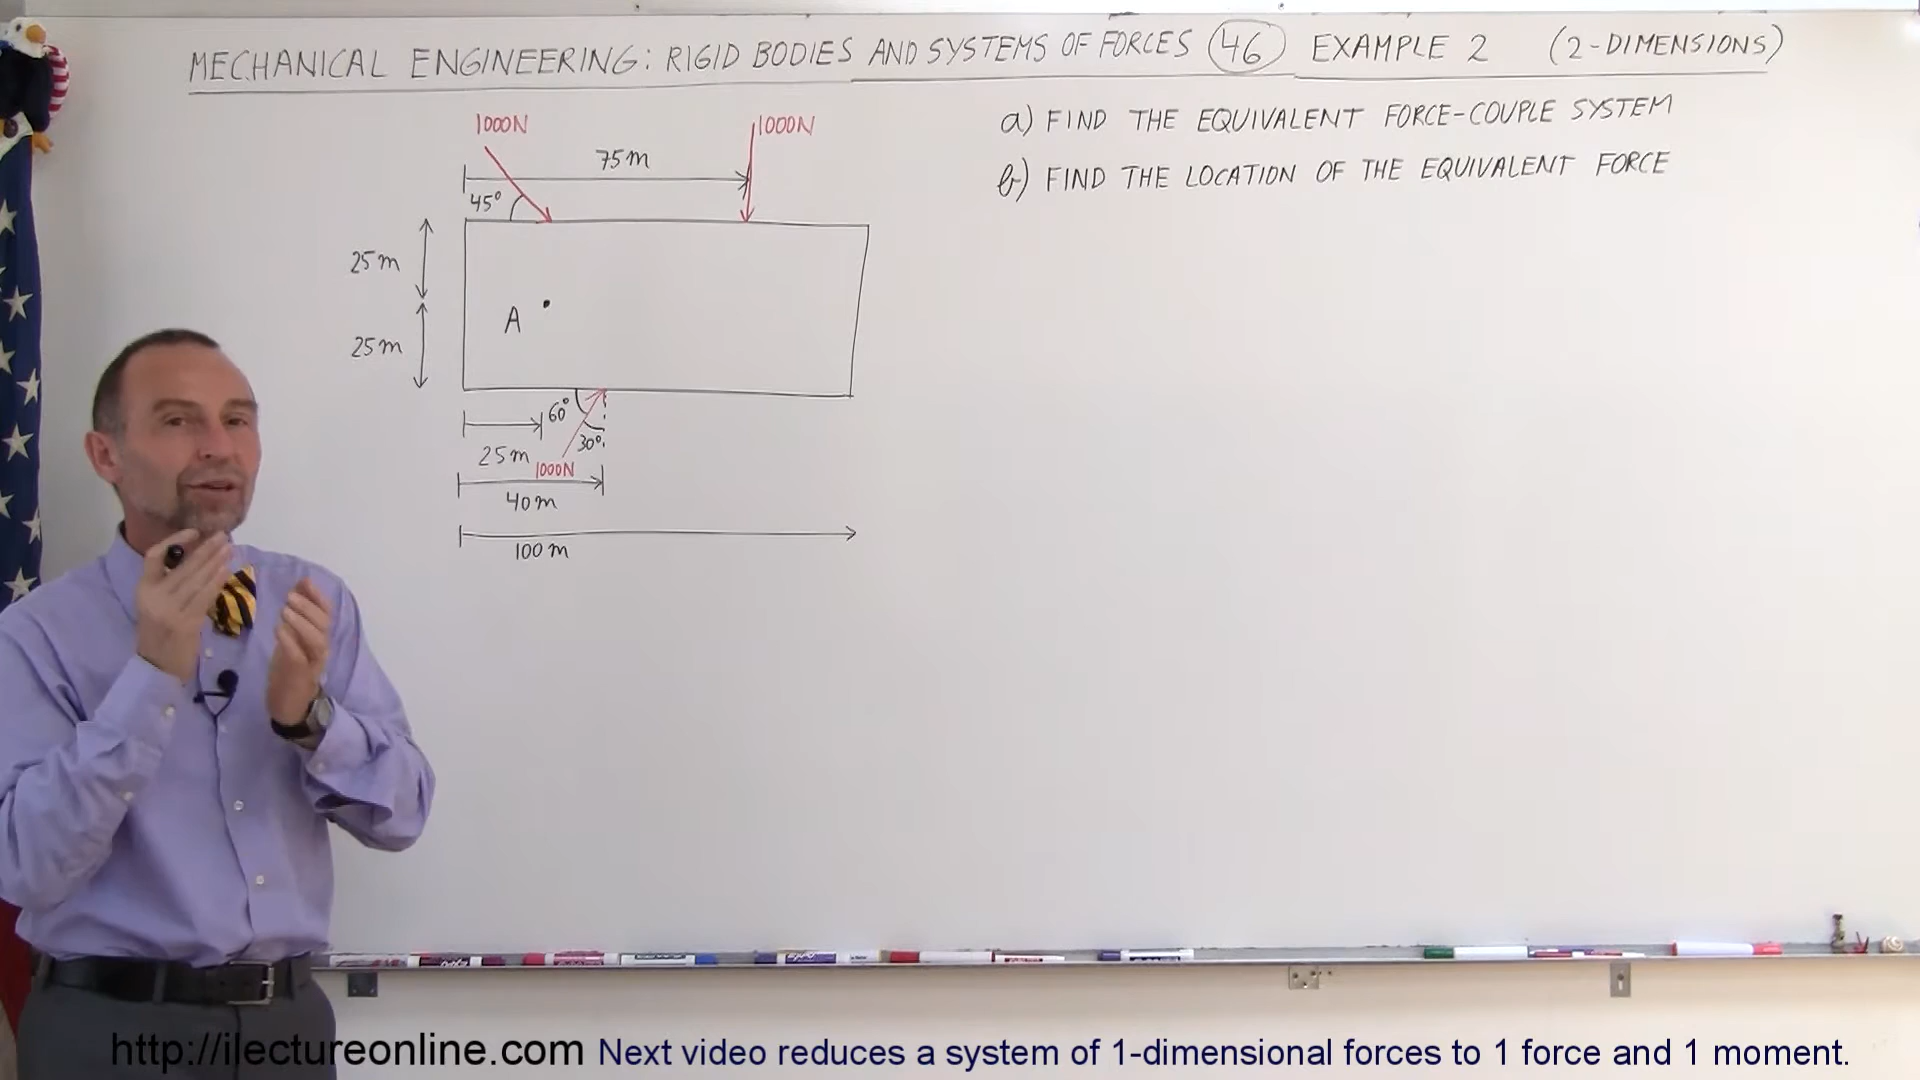 MECHANICAL ENGINEERING: RIGID BODIES AND SYSTEMS OF FORCES 46 EXAMPLE 2 (2-DIMENSIONS)
a) FIND THE EQUIVALENT FORCE-COUPLE SYSTEM
b) FIND THE LOCATION OF THE EQUIVALENT FORCE
1000N
1000N
75m
45°
25m
A
25m
60°
30°
25m
1000N
40m
100m
http://ilectureonline.com Next video reduces a system of 1-dimensional forces to 1 force and 1 moment.